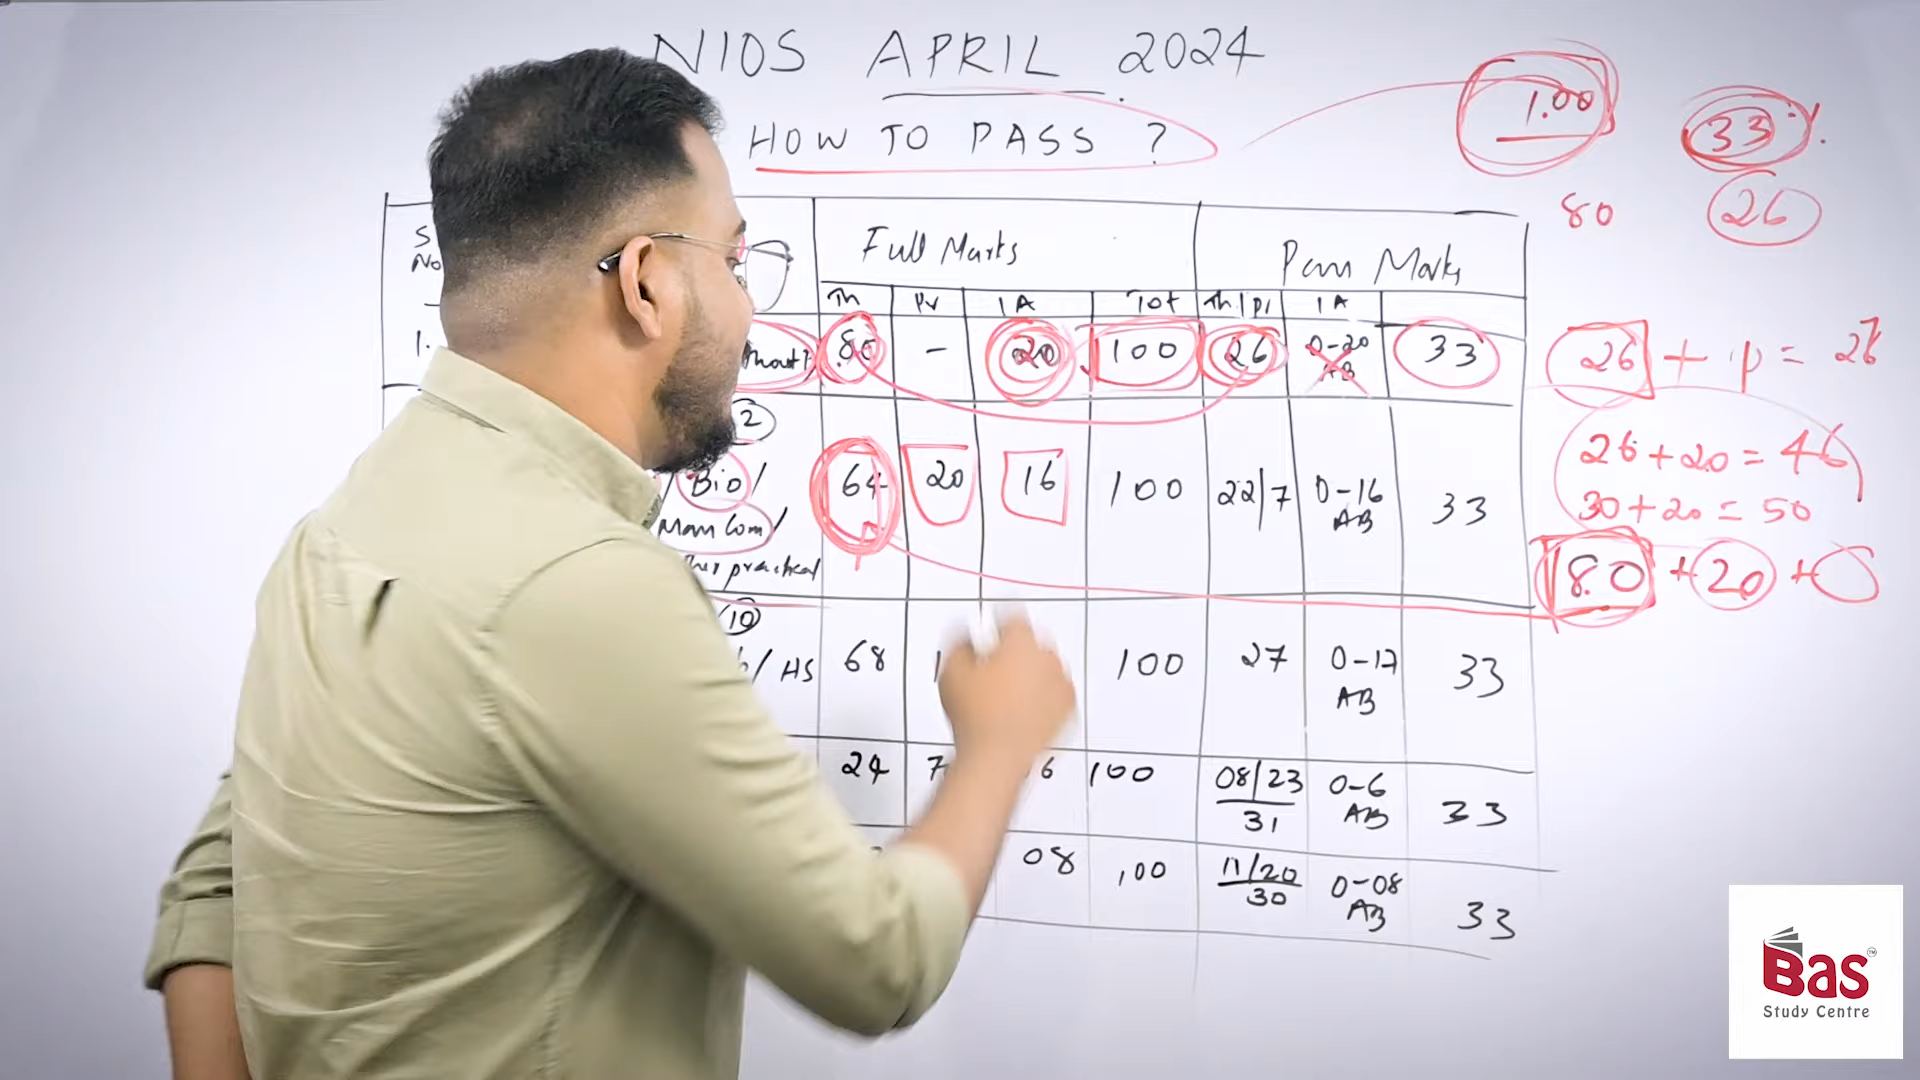 NIOS APRIL 2024
HOW TO PASS ?
1.00
33 %.
80
26
S
No
Full Marks
Pass Marks
Th
Pr
IA
Tot
Th/Pr
IA
1.
80
-
20
100
26
0-20
AB
33
26 + P = 26
26+20 = 46
30+20 = 50
80 + 20 +
2
Bio/
64
20
16
100
22/7
0-16
AB
33
practical
10
/ HS
68
100
27
0-17
AB
33
24
7
6
100
08/23
31
0-6
AB
33
08
100
11/20
30
0-08
AB
33
Bas
TM
Study Centre